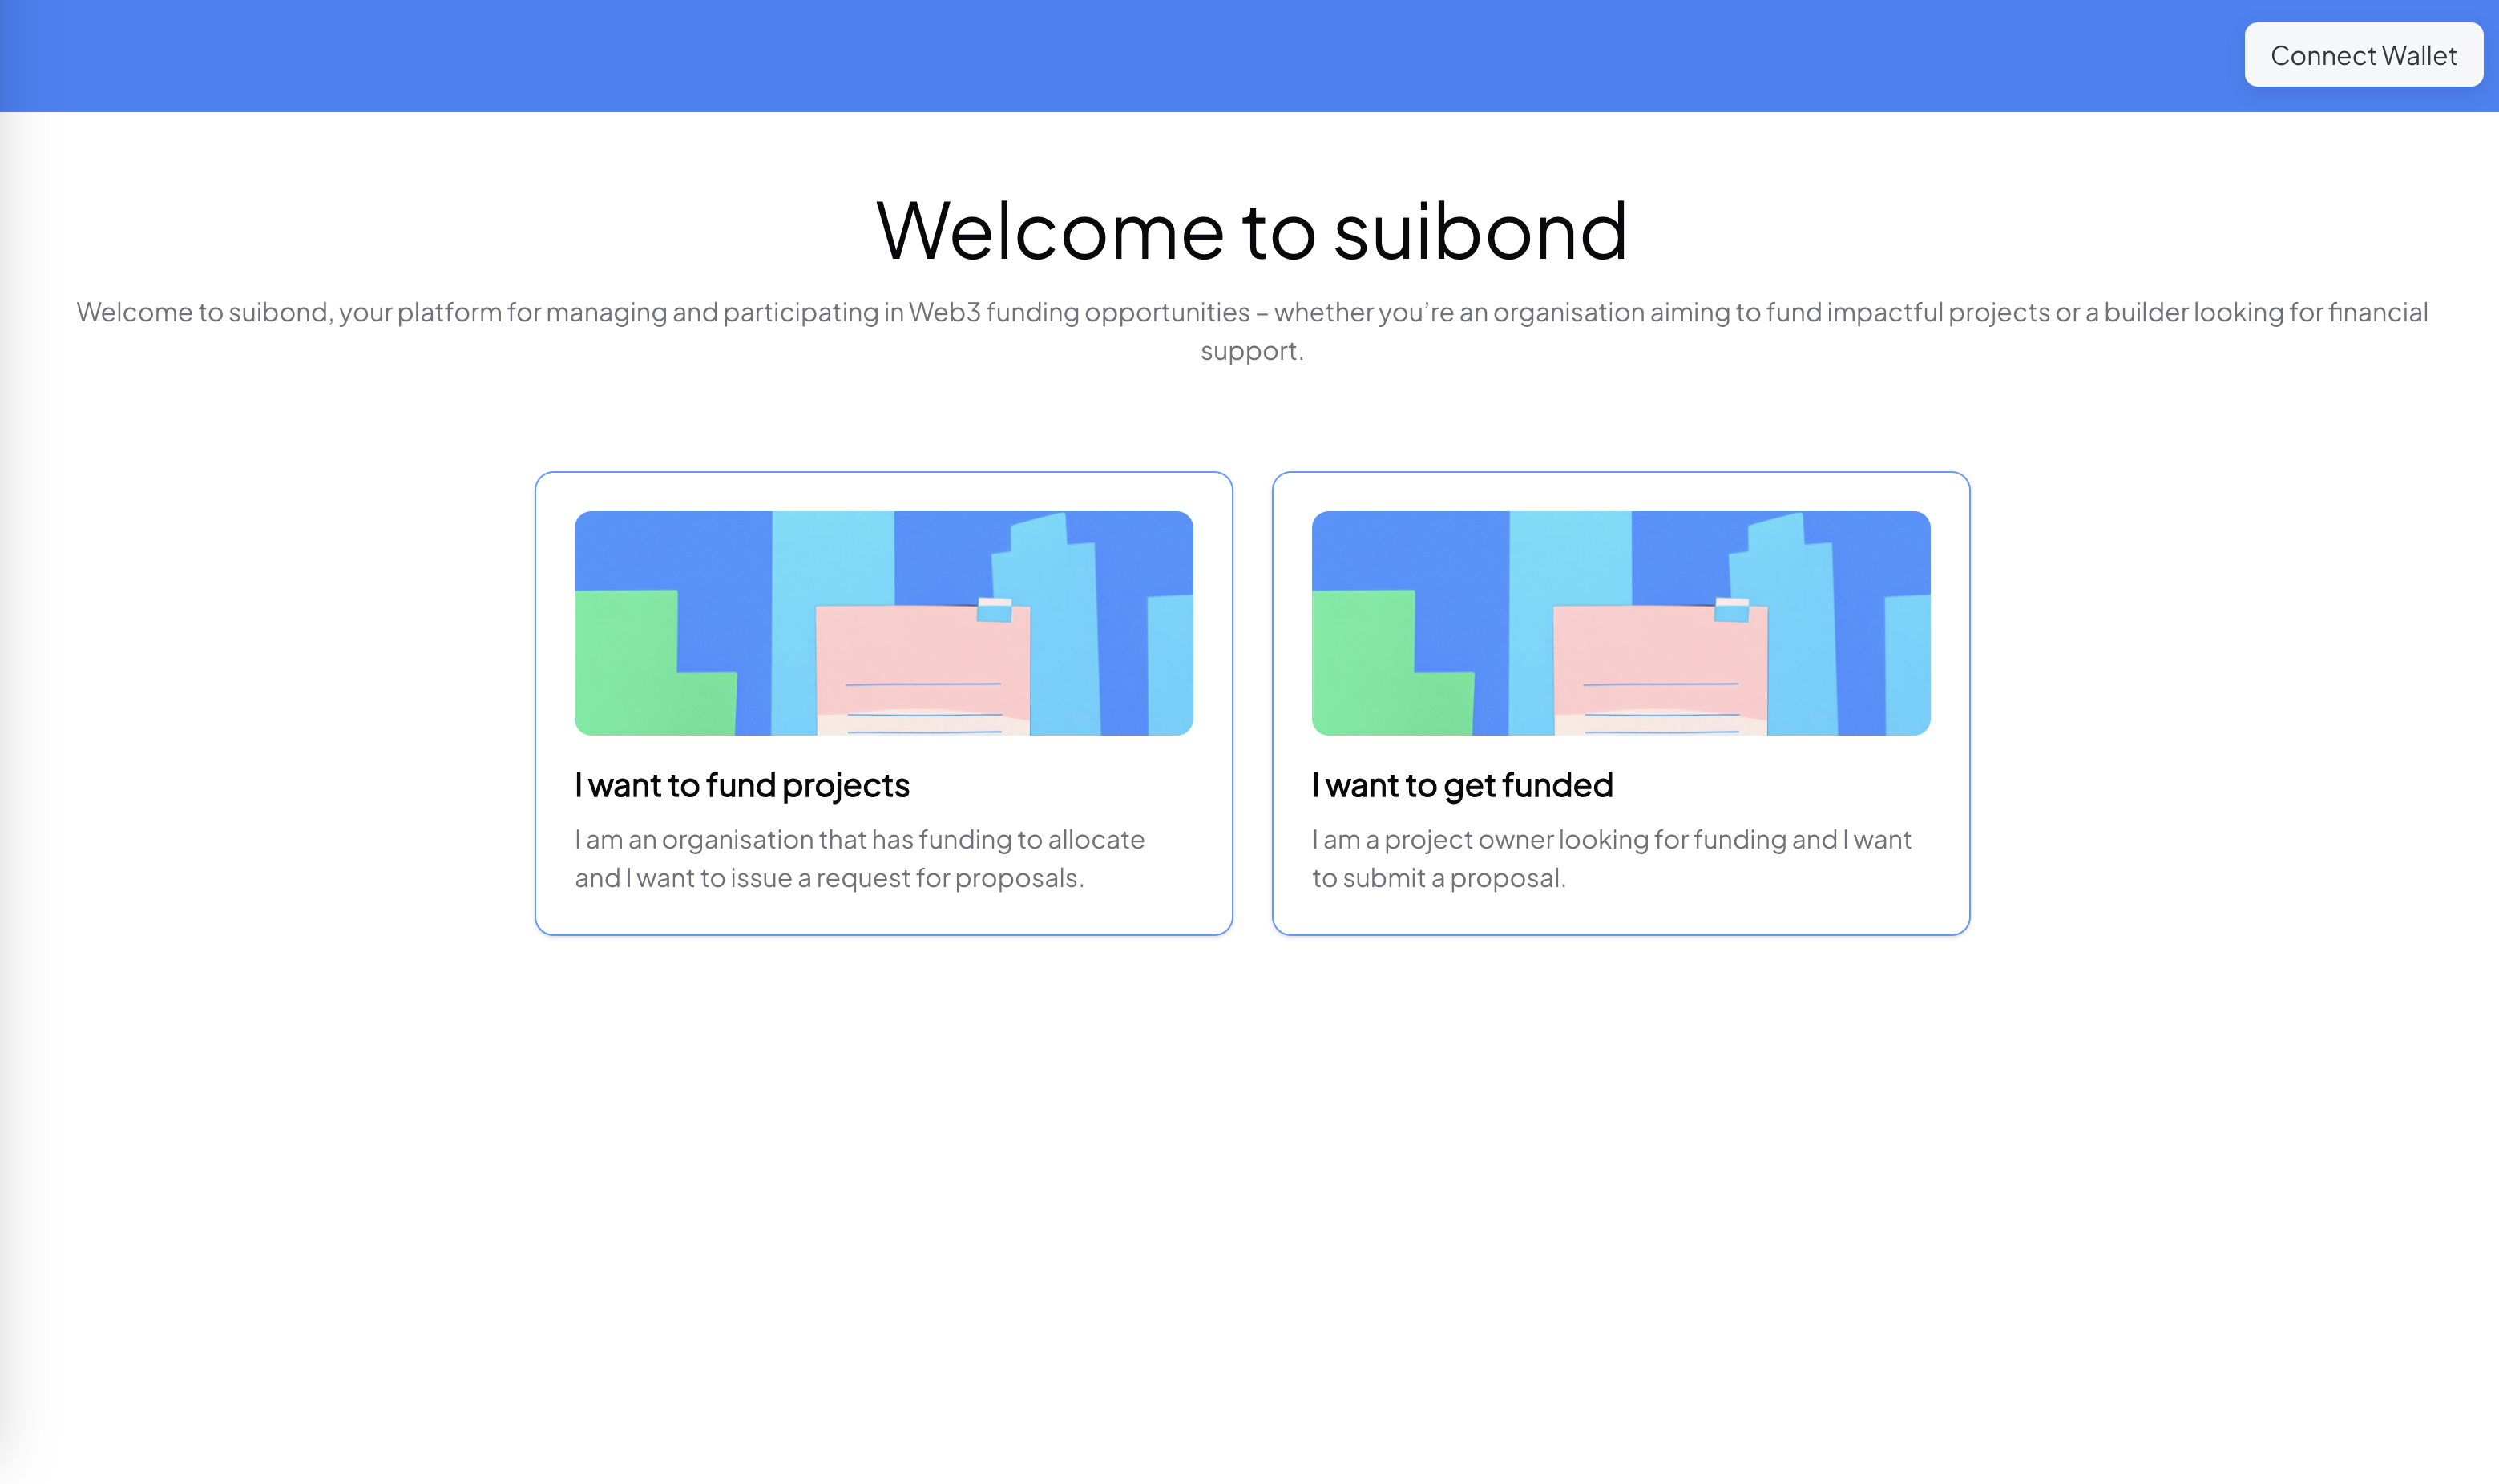 Connect Wallet
Welcome to suibond
Welcome to suibond, your platform for managing and participating in Web3 funding opportunities – whether you’re an organisation aiming to fund impactful projects or a builder looking for financial
support.
I want to fund projects
I am an organisation that has funding to allocate
and I want to issue a request for proposals.
I want to get funded
I am a project owner looking for funding and I want
to submit a proposal.